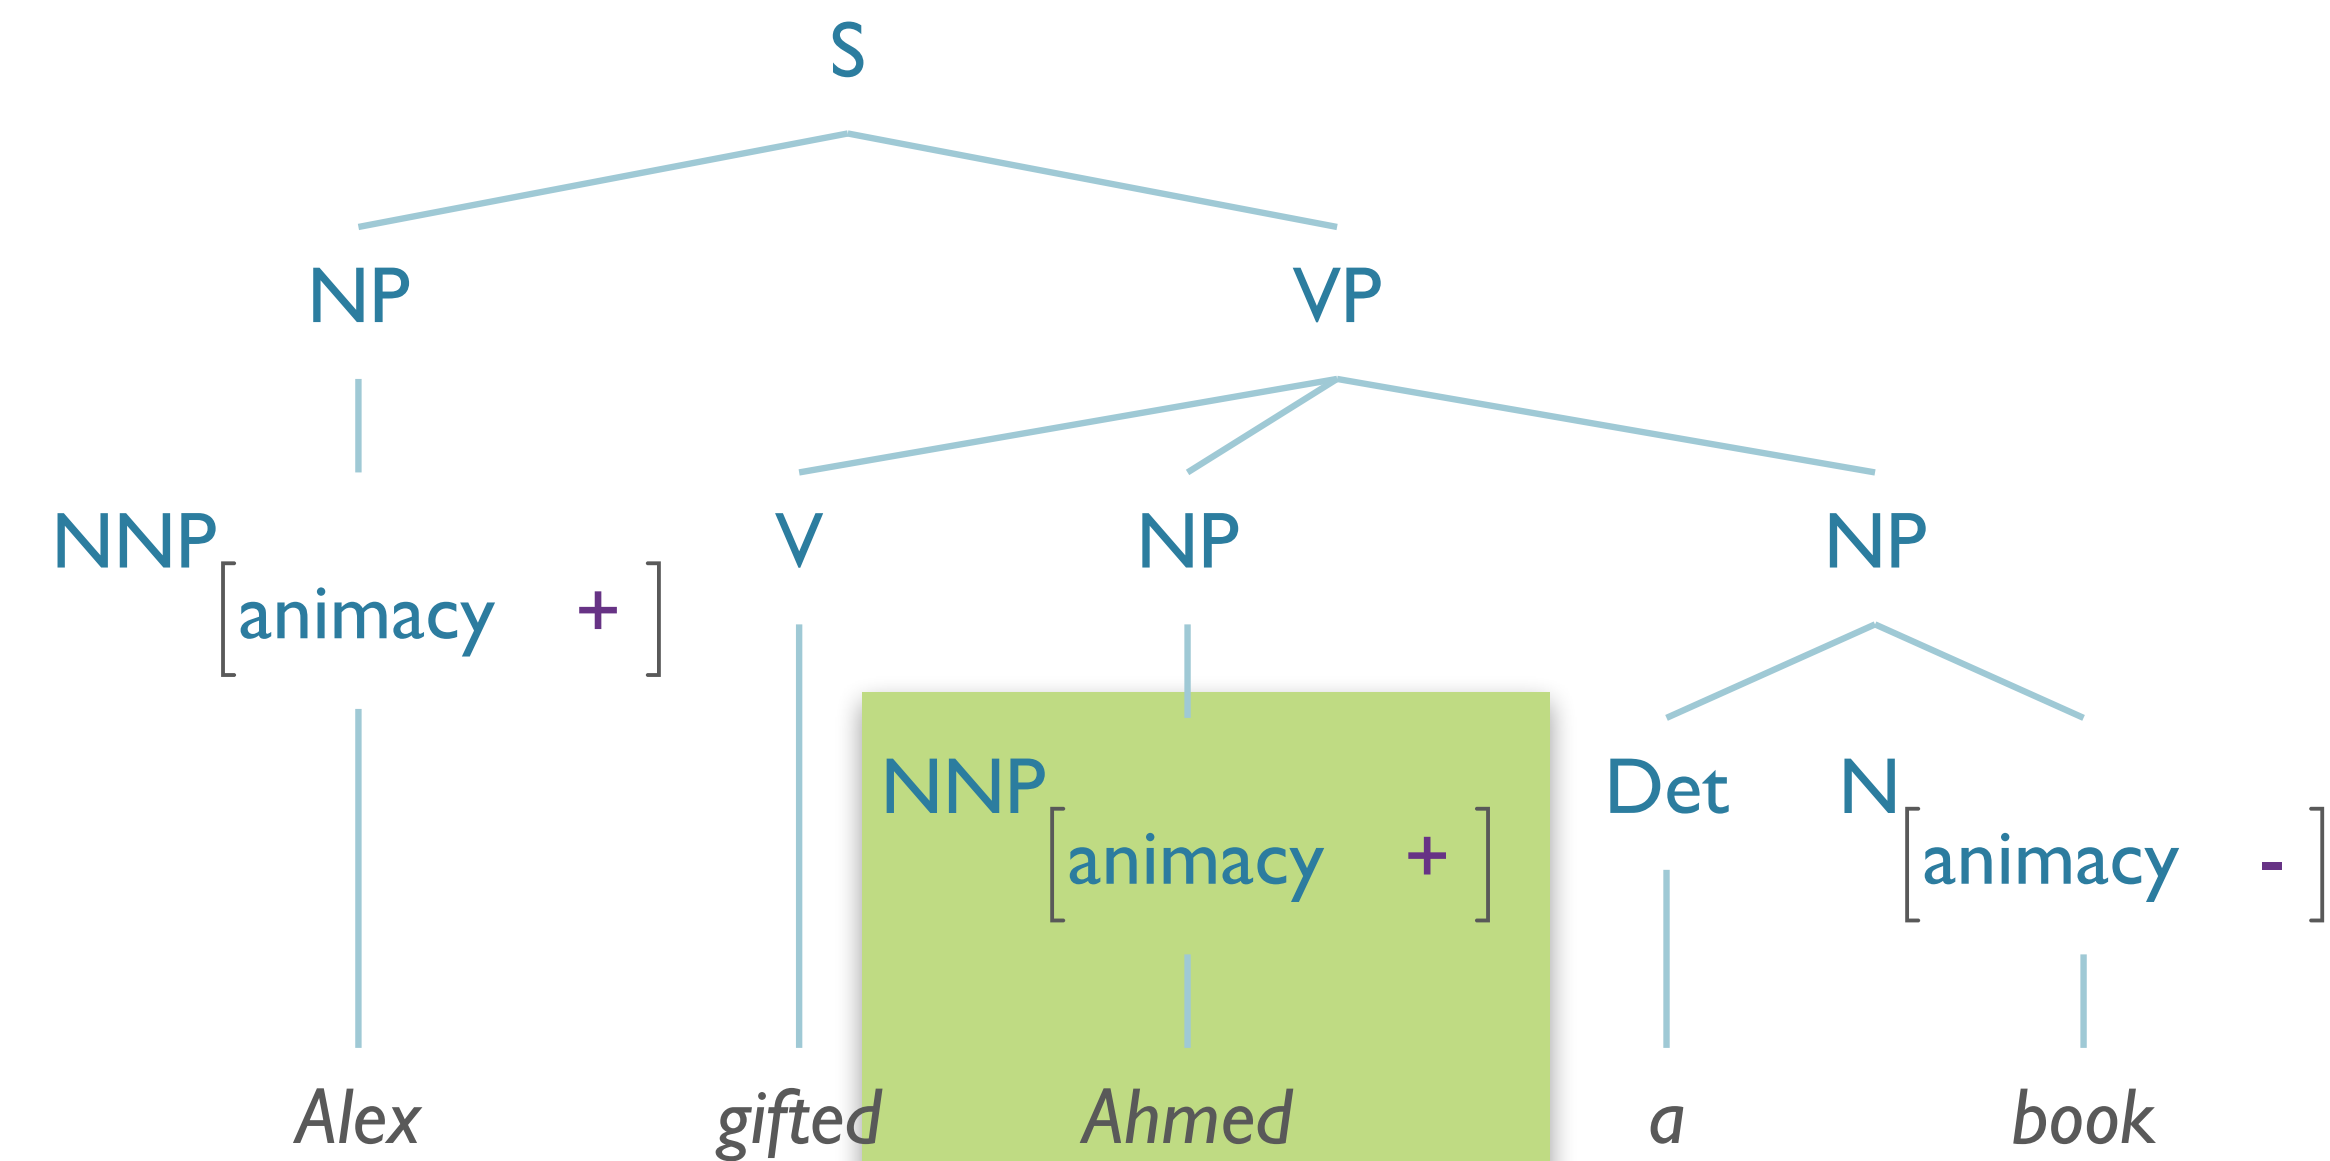 S
NP VP
NNP V NP NP
[animacy +]
NNP Det N
[animacy +] [animacy -]
Alex gifted Ahmed a book